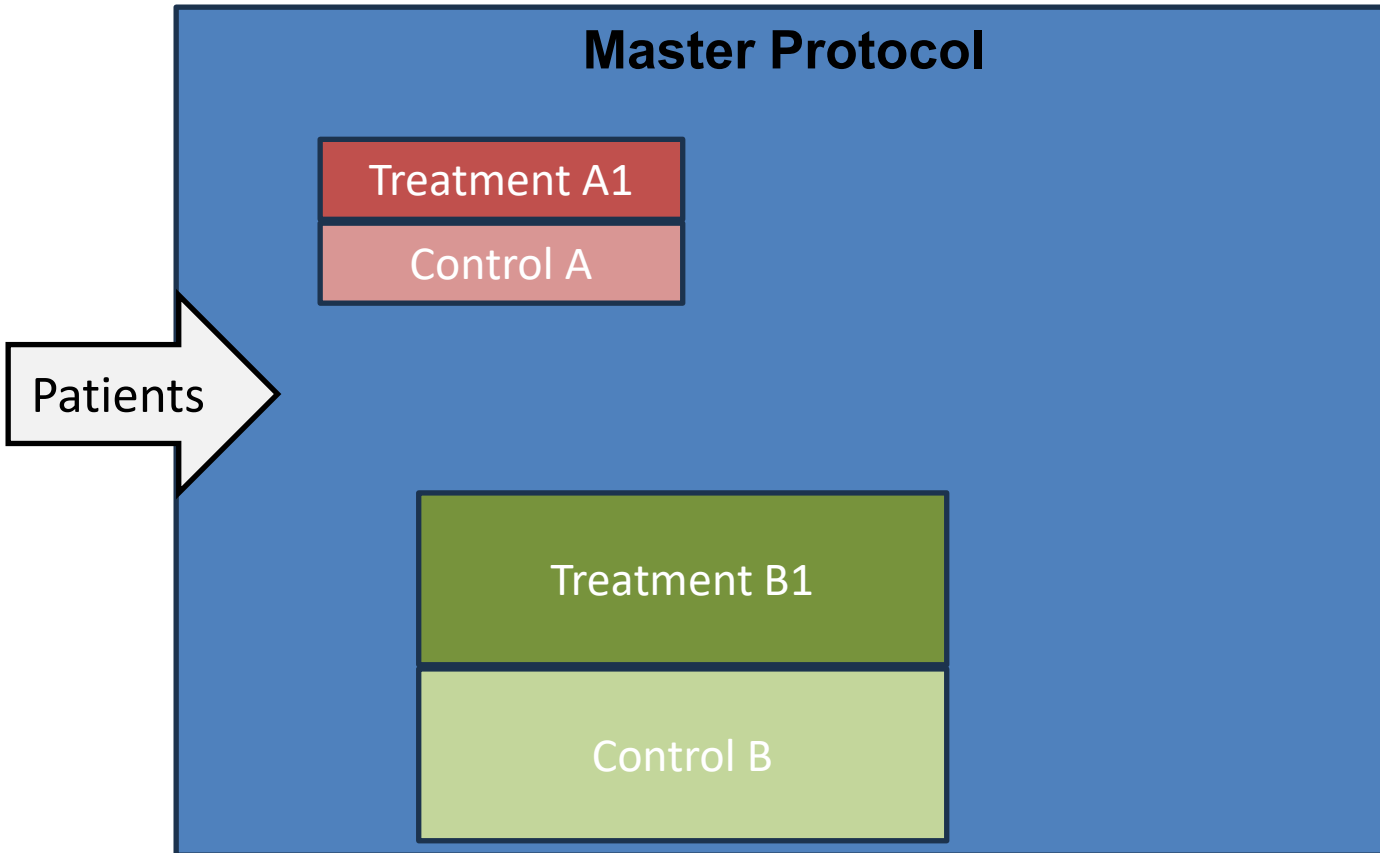 Master Protocol
Treatment A1
Control A
Patients
Treatment B1
Control B